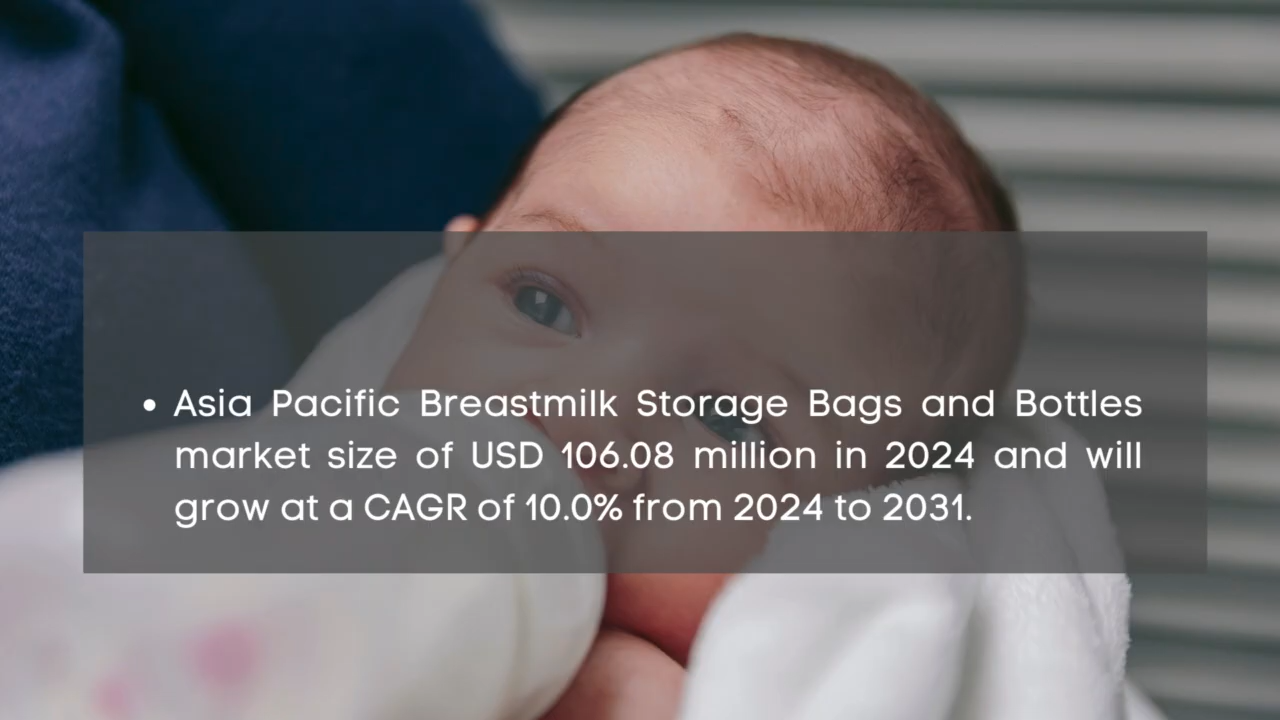 • Asia Pacific Breastmilk Storage Bags and Bottles
market size of USD 106.08 million in 2024 and will
grow at a CAGR of 10.0% from 2024 to 2031.